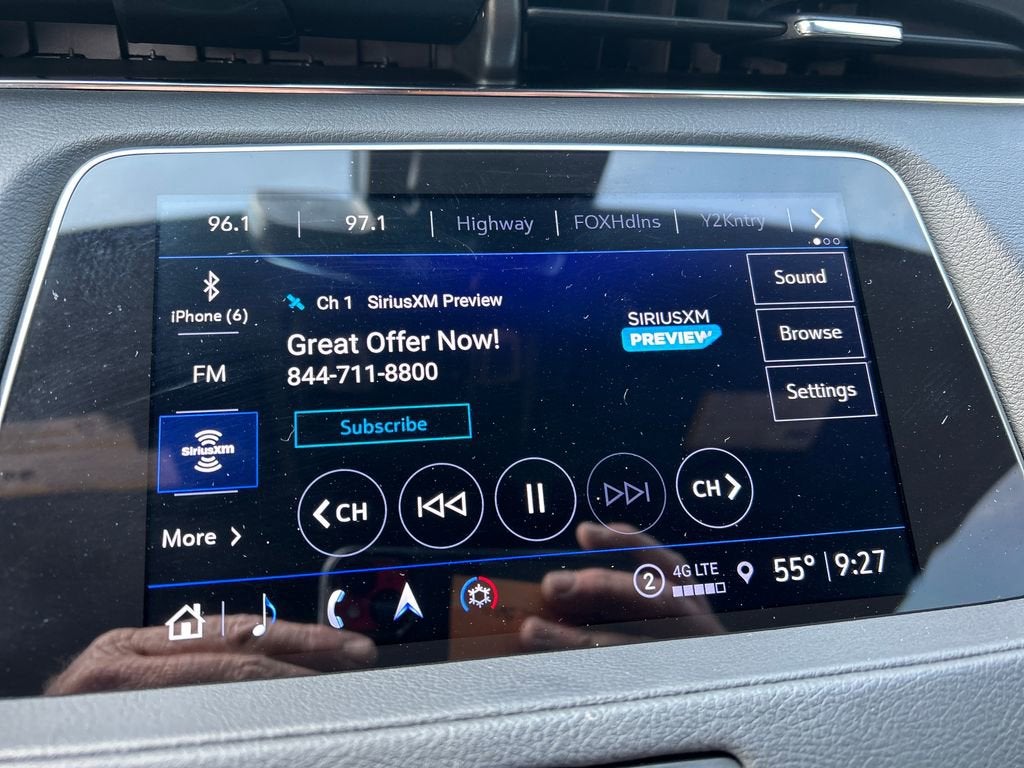 96.1
97.1
Highway
FOXHdlns
Y2Kntry
iPhone (6)
FM
SiriusXM
More
Ch 1 SiriusXM Preview
Great Offer Now!
844-711-8800
Subscribe
SIRIUSXM
PREVIEW
Sound
Browse
Settings
CH
CH
2
4G LTE
55° 9:27